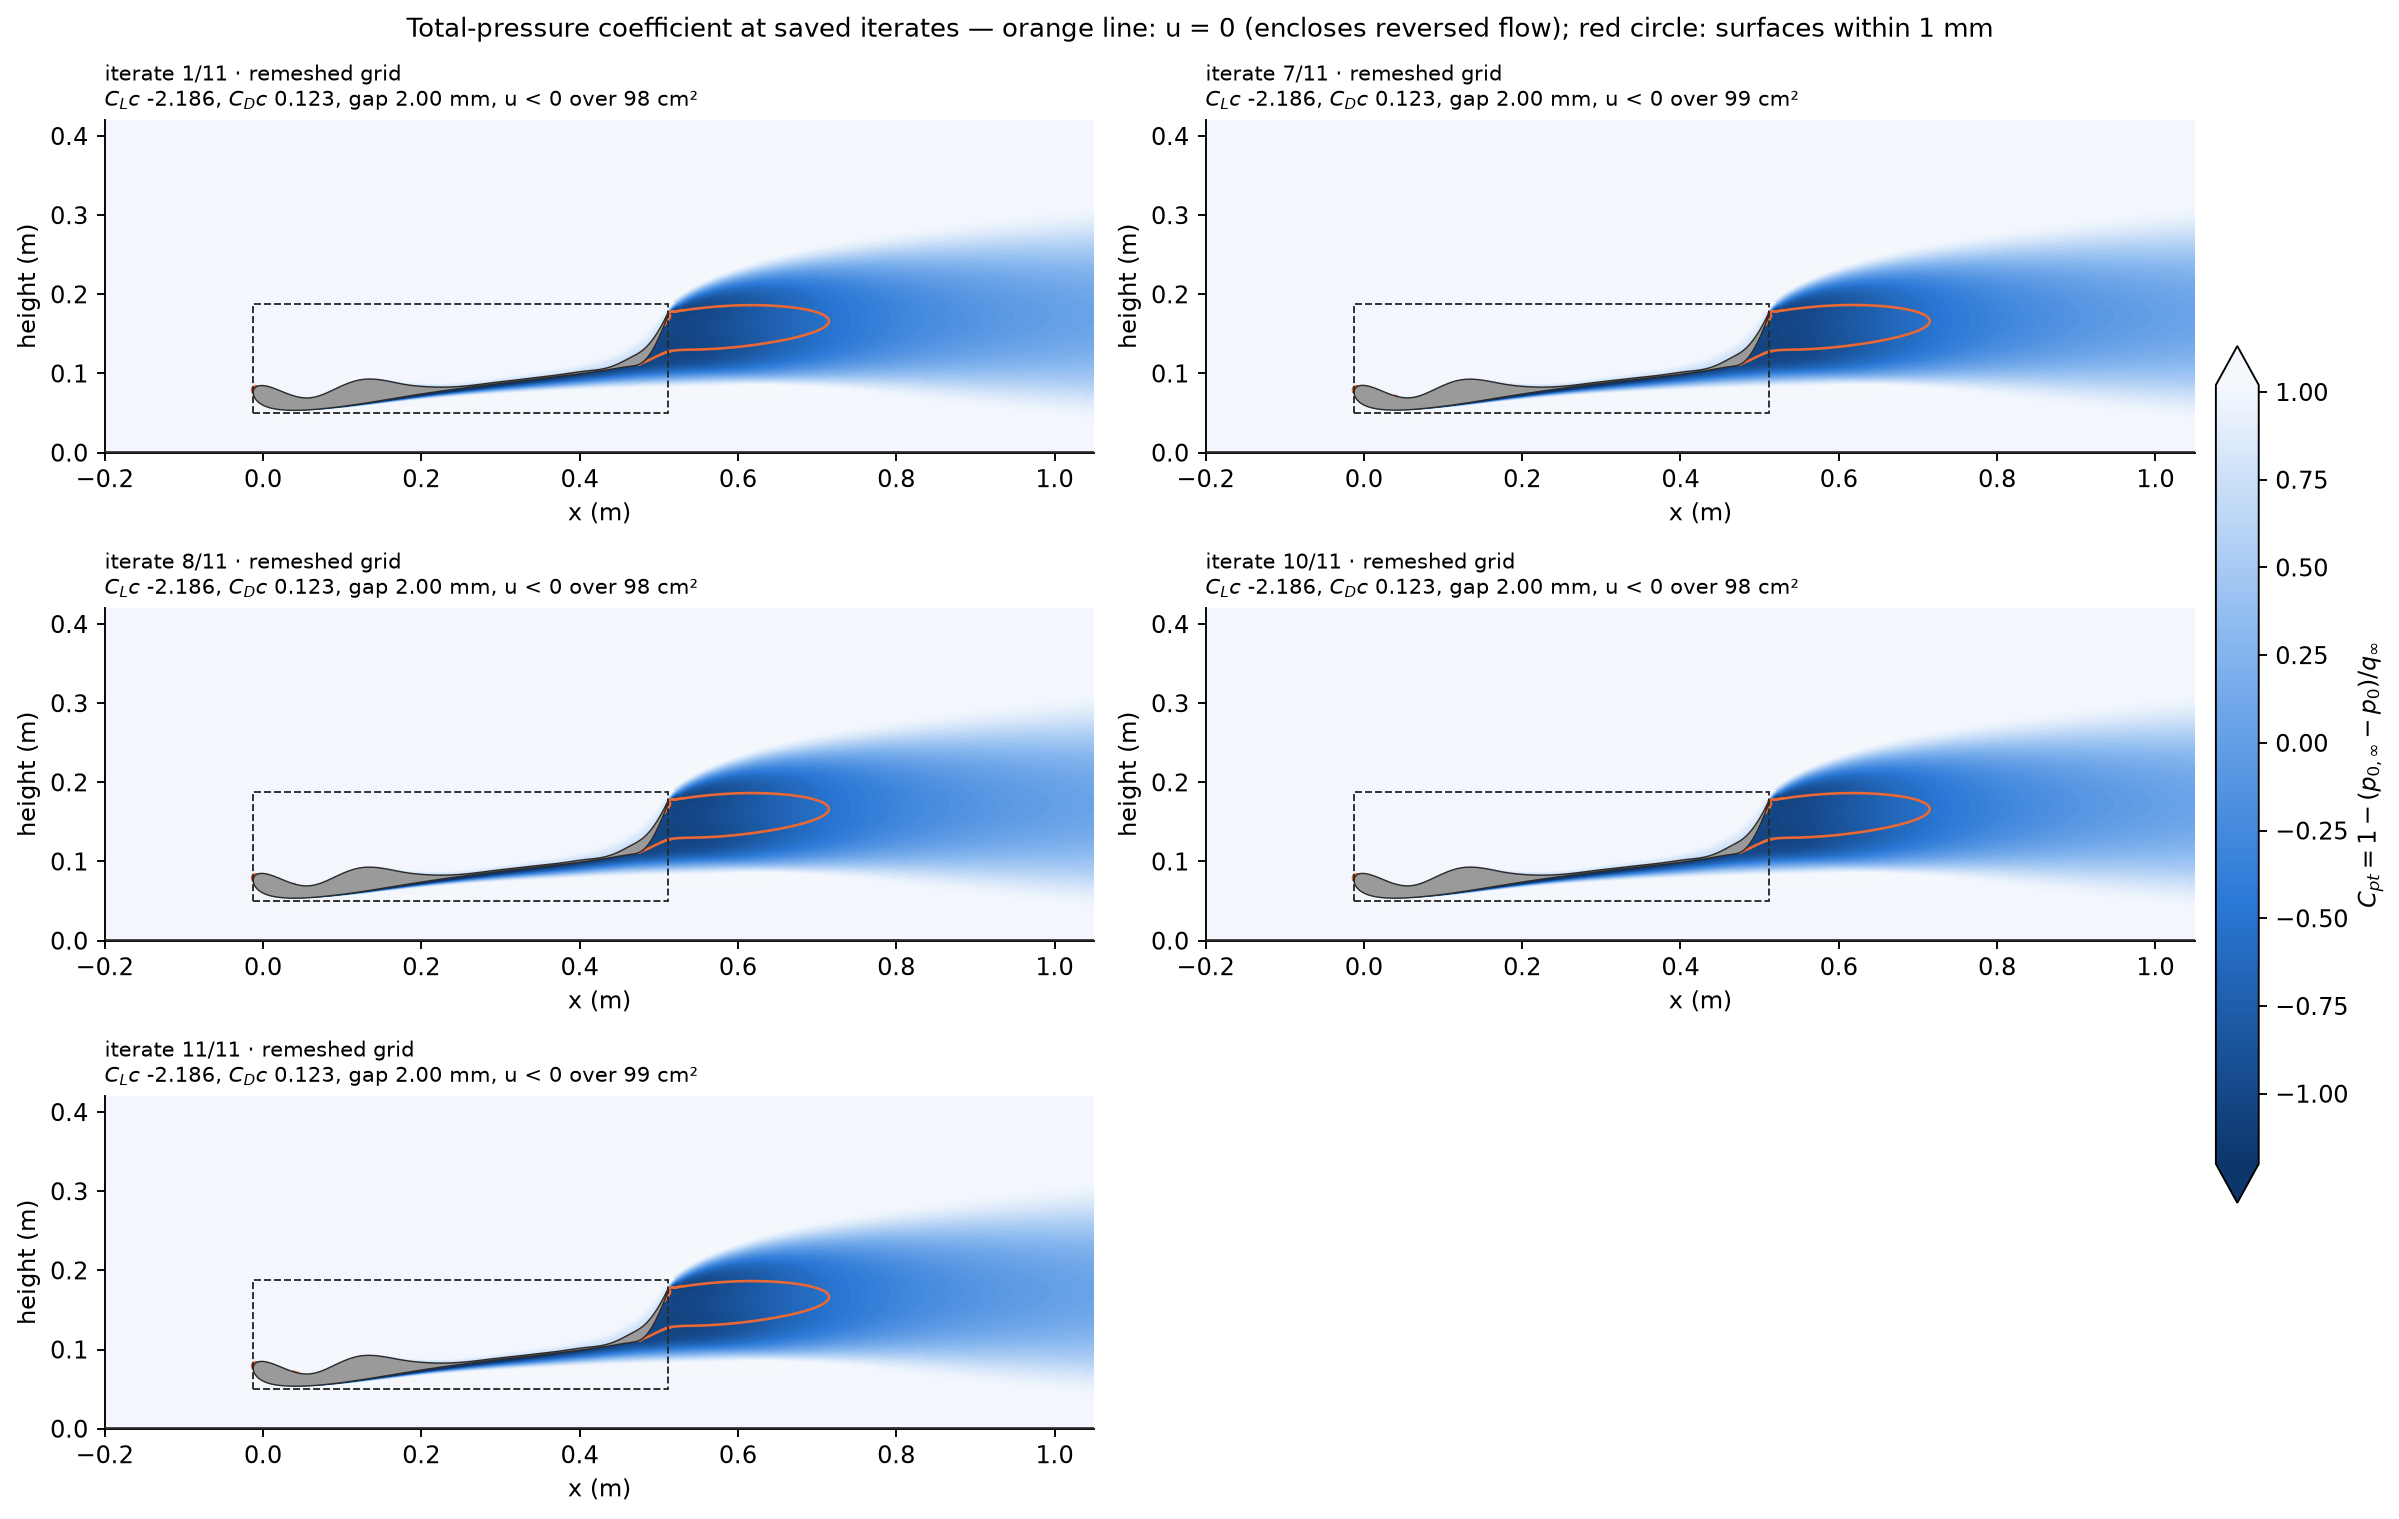 Total-pressure coefficient at saved iterates — orange line: u = 0 (encloses reversed flow); red circle: surfaces within 1 mm
iterate 1/11 · remeshed grid
C_Lc -2.186, C_Dc 0.123, gap 2.00 mm, u < 0 over 98 cm²
height (m)
0.4
0.3
0.2
0.1
0.0
−0.2 0.0 0.2 0.4 0.6 0.8 1.0
x (m)
iterate 7/11 · remeshed grid
C_Lc -2.186, C_Dc 0.123, gap 2.00 mm, u < 0 over 99 cm²
height (m)
0.4
0.3
0.2
0.1
0.0
−0.2 0.0 0.2 0.4 0.6 0.8 1.0
x (m)
iterate 8/11 · remeshed grid
C_Lc -2.186, C_Dc 0.123, gap 2.00 mm, u < 0 over 98 cm²
height (m)
0.4
0.3
0.2
0.1
0.0
−0.2 0.0 0.2 0.4 0.6 0.8 1.0
x (m)
iterate 10/11 · remeshed grid
C_Lc -2.186, C_Dc 0.123, gap 2.00 mm, u < 0 over 98 cm²
height (m)
0.4
0.3
0.2
0.1
0.0
−0.2 0.0 0.2 0.4 0.6 0.8 1.0
x (m)
iterate 11/11 · remeshed grid
C_Lc -2.186, C_Dc 0.123, gap 2.00 mm, u < 0 over 99 cm²
height (m)
0.4
0.3
0.2
0.1
0.0
−0.2 0.0 0.2 0.4 0.6 0.8 1.0
x (m)
1.00
0.75
0.50
0.25
0.00
−0.25
−0.50
−0.75
−1.00
C_pt = 1 − (p_0,∞ − p_0)/q_∞